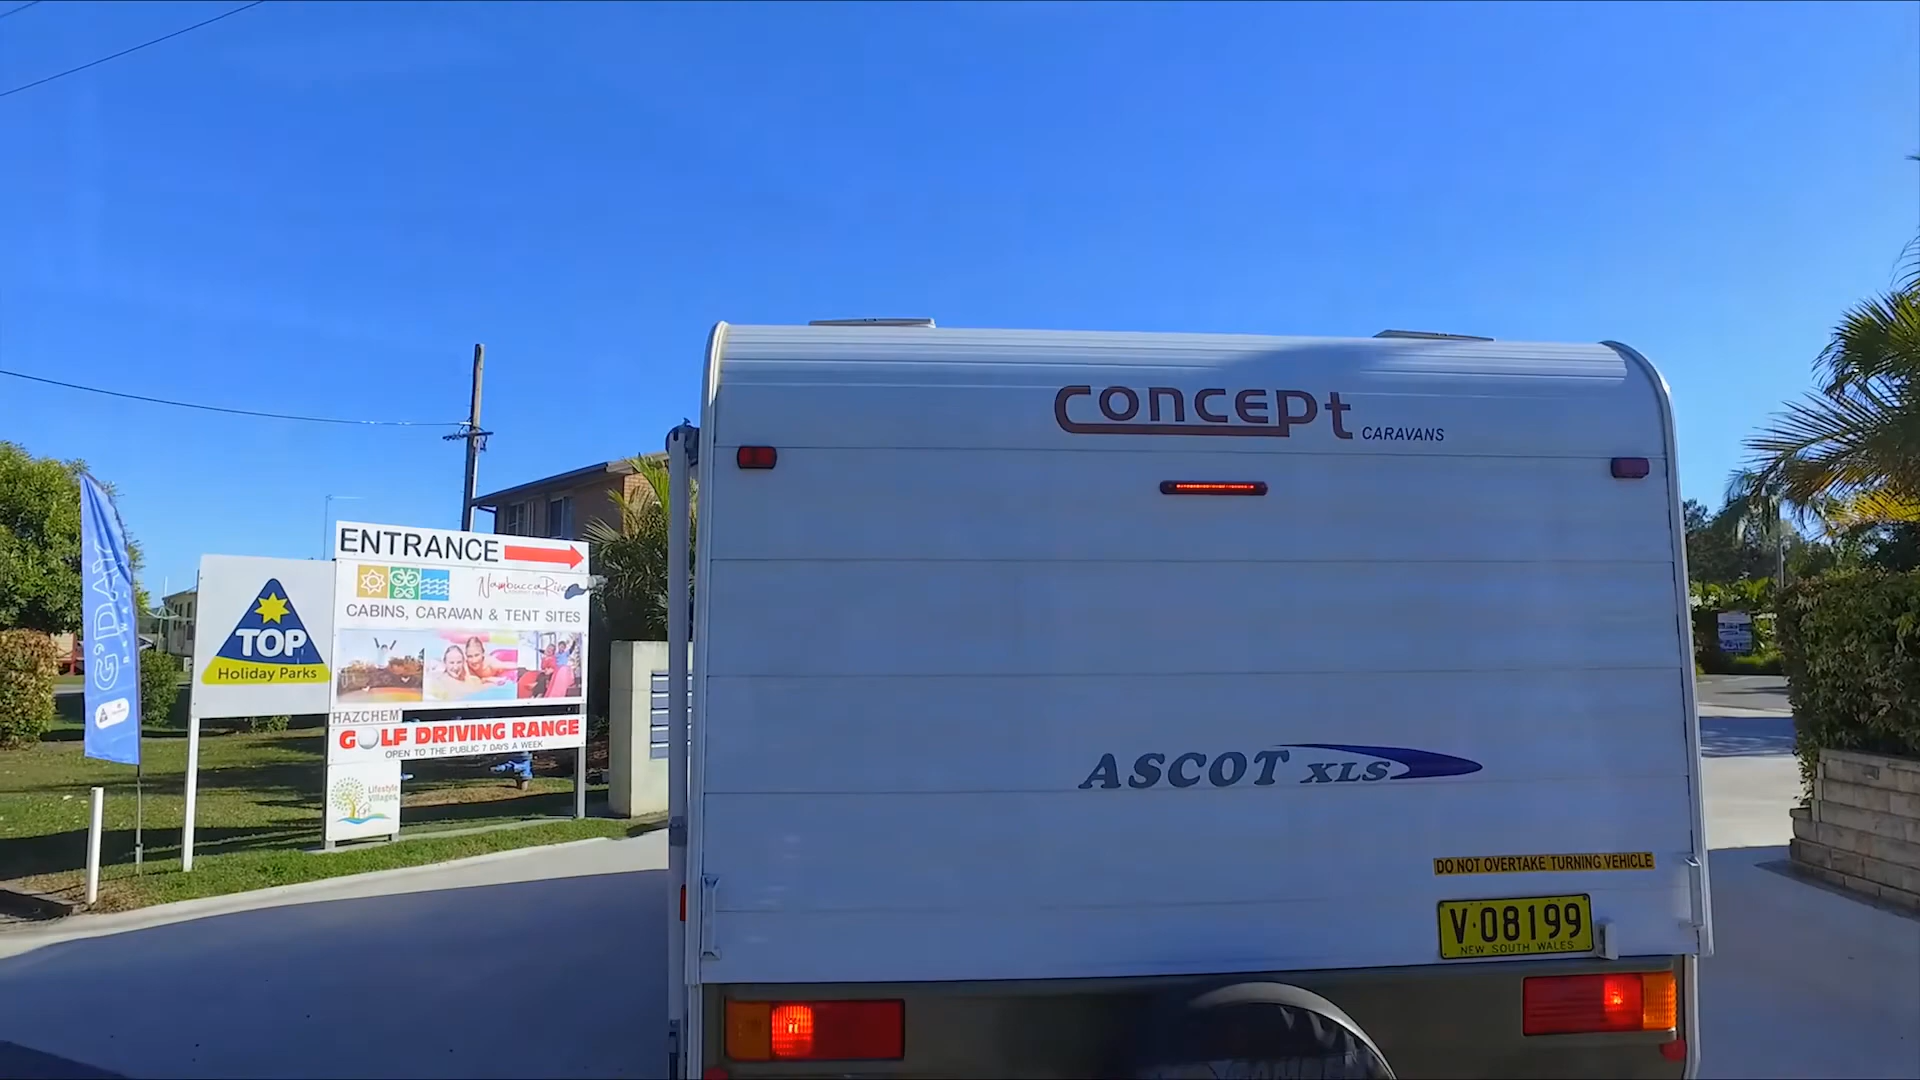 ENTRANCE
Nambucca River
CABINS, CARAVAN & TENT SITES
TOP
Holiday Parks
HAZCHEM
GOLF DRIVING RANGE
OPEN TO THE PUBLIC 7 DAYS A WEEK
Lifestyle
Villages
G'DAY
CONCEPt
CARAVANS
ASCOT XLS
DO NOT OVERTAKE TURNING VEHICLE
V·08199
NEW SOUTH WALES